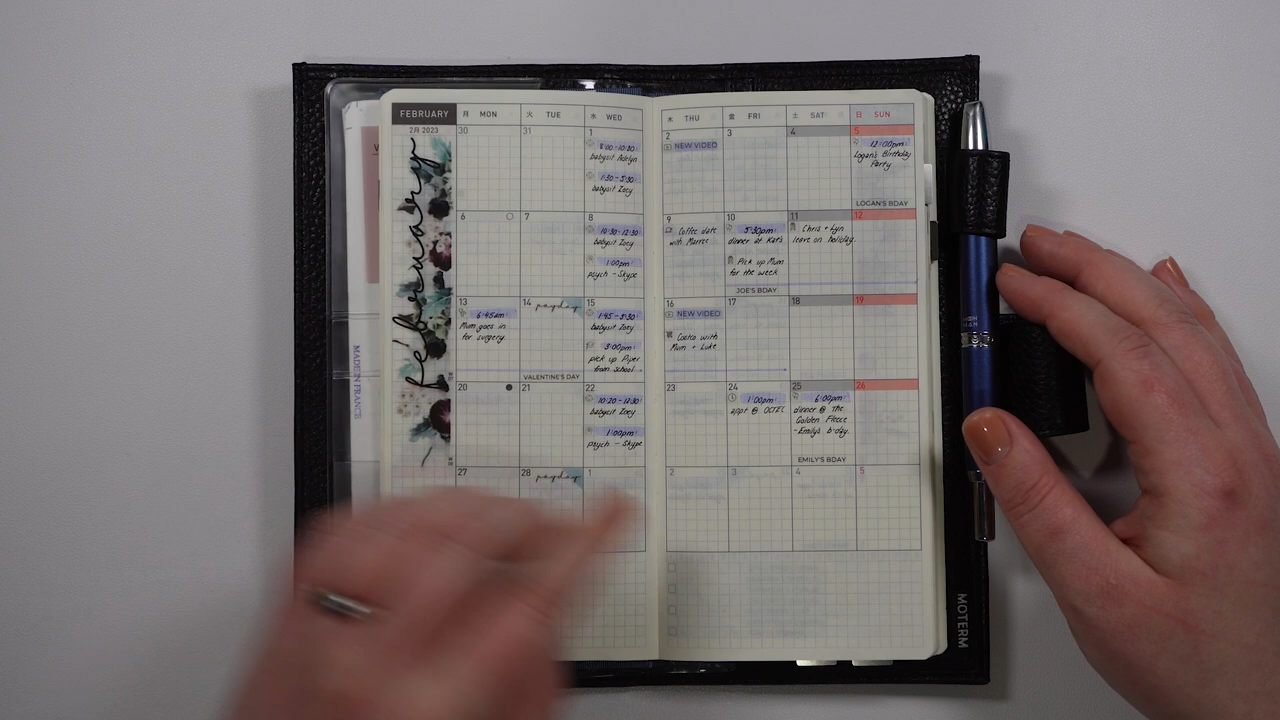 FEBRUARY 月 MON 火 TUE 水 WED 木 THU 金 FRI 土 SAT 日 SUN
2月 2023
february
30 31 1 2 3 4 5
8:00-10:30:
babysit Adelyn
1:30-5:30:
babysit Zoey
NEW VIDEO
12:00pm:
Logan's Birthday
Party
LOGAN'S BDAY
6 7 8 9 10 11 12
10:30-12:30:
babysit Zoey
1:00pm:
psych - Skype
Coffee date
with Marree
5:30pm:
dinner at Kat's
Pick up Mum
for the week
JOE'S BDAY
Chris + Lyn
leave on holiday.
13 14 15 16 17 18 19
6:45am:
Mum goes in
for surgery.
payday
VALENTINE'S DAY
1:45-5:30:
babysit Zoey
3:00pm:
pick up Piper
from school.
NEW VIDEO
Costco with
Mum + Luke
20 21 22 23 24 25 26
10:20-12:30:
babysit Zoey
1:00pm:
psych - Skype
1:00pm:
appt @
6:00pm:
dinner @ the
Golden Fleece
- Emily's b-day.
EMILY'S BDAY
27 28 1 2 3 4 5
payday
MADE IN FRANCE
MOTERM